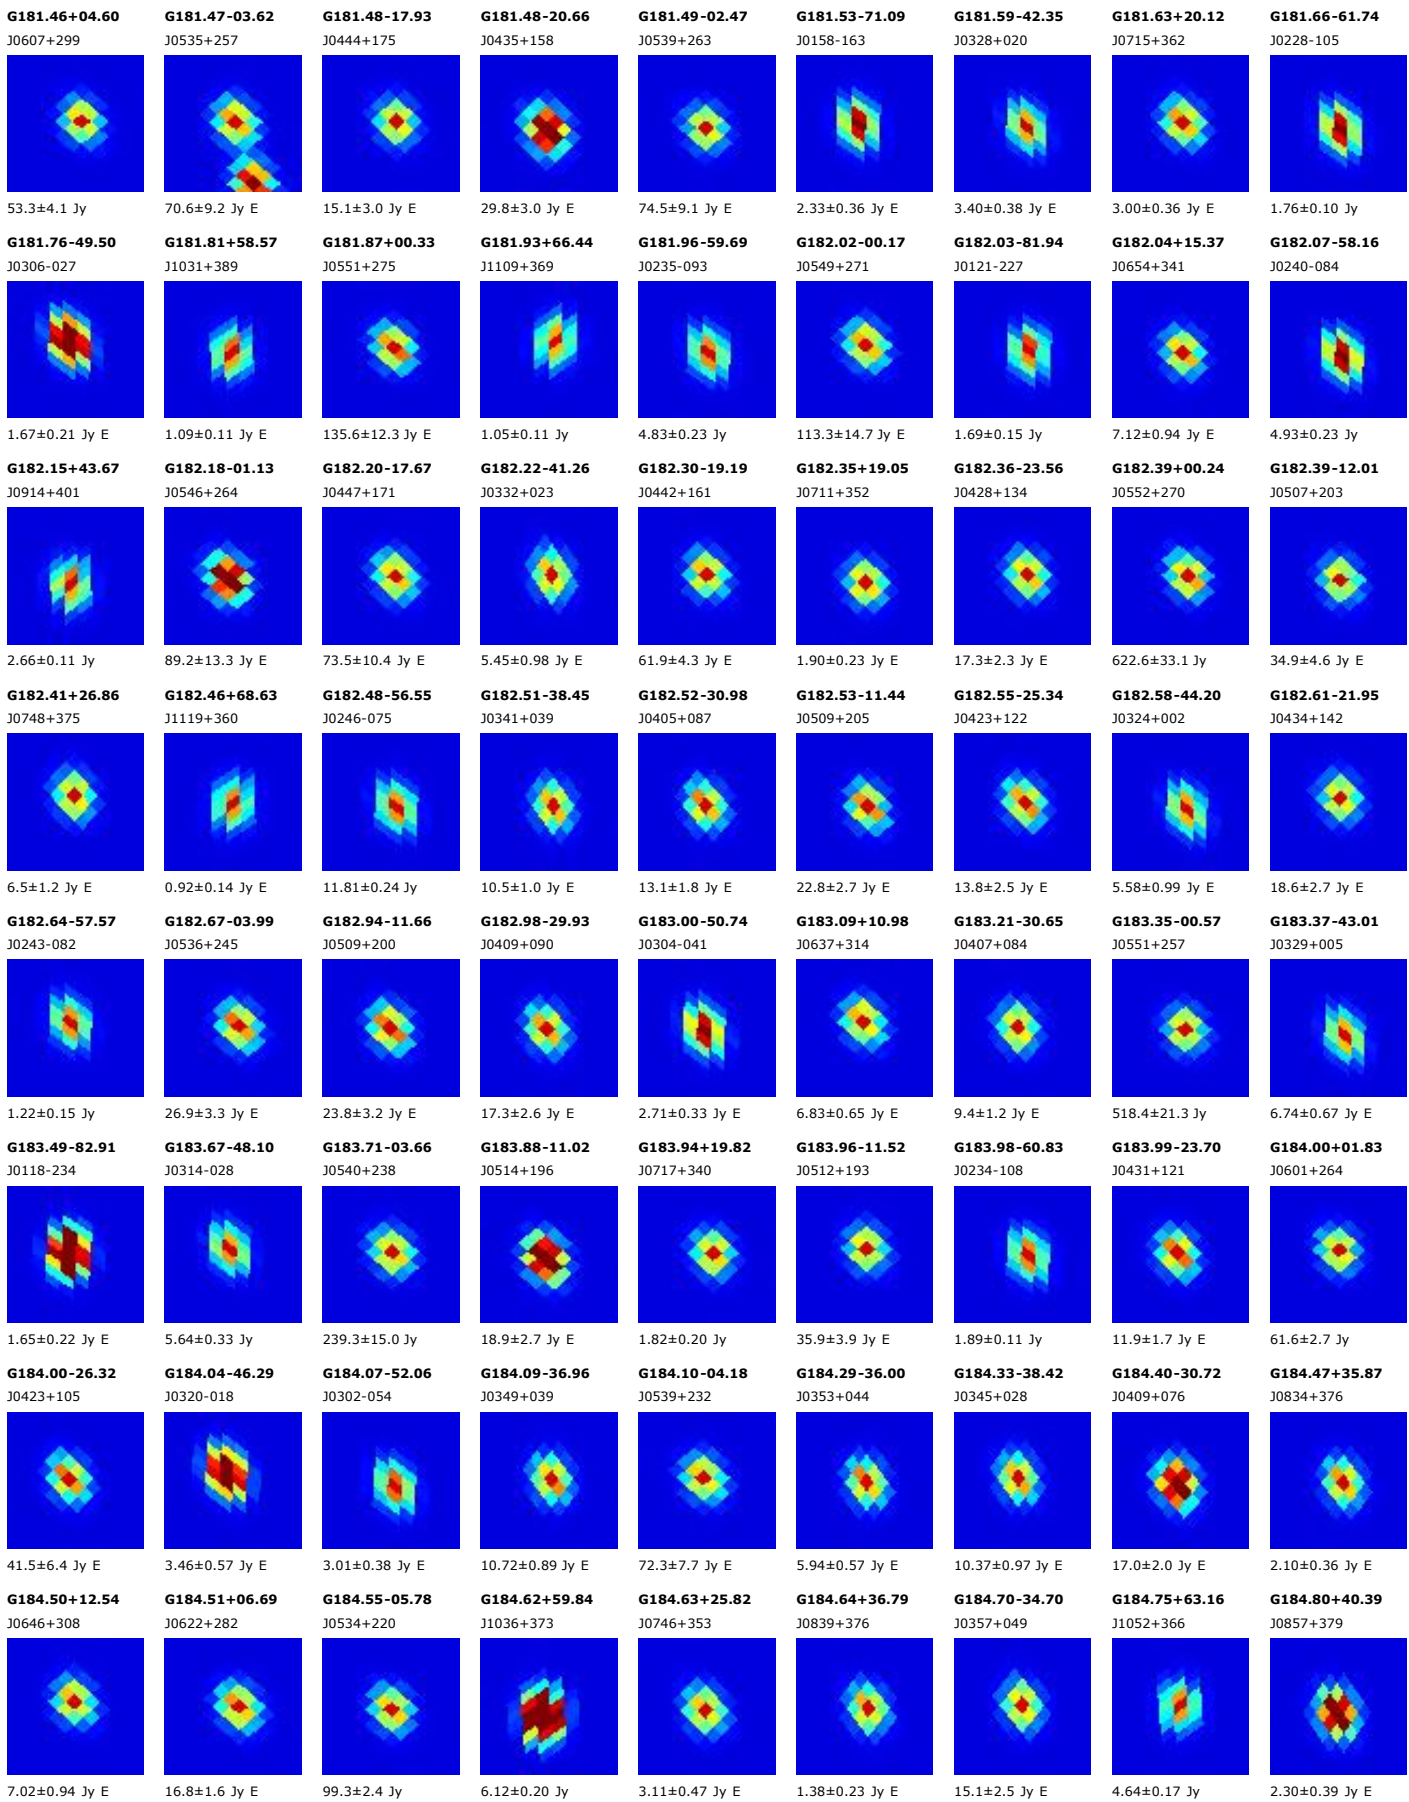 G181.46+04.60 G181.47-03.62 G181.48-17.93 G181.48-20.66 G181.49-02.47 G181.53-71.09 G181.59-42.35 G181.63+20.12 G181.66-61.74
J0607+299 J0535+257 J0444+175 J0435+158 J0539+263 J0158-163 J0328+020 J0715+362 J0228-105
53.3±4.1 Jy 70.6±9.2 Jy E 15.1±3.0 Jy E 29.8±3.0 Jy E 74.5±9.1 Jy E 2.33±0.36 Jy E 3.40±0.38 Jy E 3.00±0.36 Jy E 1.76±0.10 Jy
G181.76-49.50 G181.81+58.57 G181.87+00.33 G181.93+66.44 G181.96-59.69 G182.02-00.17 G182.03-81.94 G182.04+15.37 G182.07-58.16
J0306-027 J1031+389 J0551+275 J1109+369 J0235-093 J0549+271 J0121-227 J0654+341 J0240-084
1.67±0.21 Jy E 1.09±0.11 Jy E 135.6±12.3 Jy E 1.05±0.11 Jy 4.83±0.23 Jy 113.3±14.7 Jy E 1.69±0.15 Jy 7.12±0.94 Jy E 4.93±0.23 Jy
G182.15+43.67 G182.18-01.13 G182.20-17.67 G182.22-41.26 G182.30-19.19 G182.35+19.05 G182.36-23.56 G182.39+00.24 G182.39-12.01
J0914+401 J0546+264 J0447+171 J0332+023 J0442+161 J0711+352 J0428+134 J0552+270 J0507+203
2.66±0.11 Jy 89.2±13.3 Jy E 73.5±10.4 Jy E 5.45±0.98 Jy E 61.9±4.3 Jy E 1.90±0.23 Jy E 17.3±2.3 Jy E 622.6±33.1 Jy 34.9±4.6 Jy E
G182.41+26.86 G182.46+68.63 G182.48-56.55 G182.51-38.45 G182.52-30.98 G182.53-11.44 G182.55-25.34 G182.58-44.20 G182.61-21.95
J0748+375 J1119+360 J0246-075 J0341+039 J0405+087 J0509+205 J0423+122 J0324+002 J0434+142
6.5±1.2 Jy E 0.92±0.14 Jy E 11.81±0.24 Jy 10.5±1.0 Jy E 13.1±1.8 Jy E 22.8±2.7 Jy E 13.8±2.5 Jy E 5.58±0.99 Jy E 18.6±2.7 Jy E
G182.64-57.57 G182.67-03.99 G182.94-11.66 G182.98-29.93 G183.00-50.74 G183.09+10.98 G183.21-30.65 G183.35-00.57 G183.37-43.01
J0243-082 J0536+245 J0509+200 J0409+090 J0304-041 J0637+314 J0407+084 J0551+257 J0329+005
1.22±0.15 Jy 26.9±3.3 Jy E 23.8±3.2 Jy E 17.3±2.6 Jy E 2.71±0.33 Jy E 6.83±0.65 Jy E 9.4±1.2 Jy E 518.4±21.3 Jy 6.74±0.67 Jy E
G183.49-82.91 G183.67-48.10 G183.71-03.66 G183.88-11.02 G183.94+19.82 G183.96-11.52 G183.98-60.83 G183.99-23.70 G184.00+01.83
J0118-234 J0314-028 J0540+238 J0514+196 J0717+340 J0512+193 J0234-108 J0431+121 J0601+264
1.65±0.22 Jy E 5.64±0.33 Jy 239.3±15.0 Jy 18.9±2.7 Jy E 1.82±0.20 Jy 35.9±3.9 Jy E 1.89±0.11 Jy 11.9±1.7 Jy E 61.6±2.7 Jy
G184.00-26.32 G184.04-46.29 G184.07-52.06 G184.09-36.96 G184.10-04.18 G184.29-36.00 G184.33-38.42 G184.40-30.72 G184.47+35.87
J0423+105 J0320-018 J0302-054 J0349+039 J0539+232 J0353+044 J0345+028 J0409+076 J0834+376
41.5±6.4 Jy E 3.46±0.57 Jy E 3.01±0.38 Jy E 10.72±0.89 Jy E 72.3±7.7 Jy E 5.94±0.57 Jy E 10.37±0.97 Jy E 17.0±2.0 Jy E 2.10±0.36 Jy E
G184.50+12.54 G184.51+06.69 G184.55-05.78 G184.62+59.84 G184.63+25.82 G184.64+36.79 G184.70-34.70 G184.75+63.16 G184.80+40.39
J0646+308 J0622+282 J0534+220 J1036+373 J0746+353 J0839+376 J0357+049 J1052+366 J0857+379
7.02±0.94 Jy E 16.8±1.6 Jy E 99.3±2.4 Jy 6.12±0.20 Jy 3.11±0.47 Jy E 1.38±0.23 Jy E 15.1±2.5 Jy E 4.64±0.17 Jy 2.30±0.39 Jy E